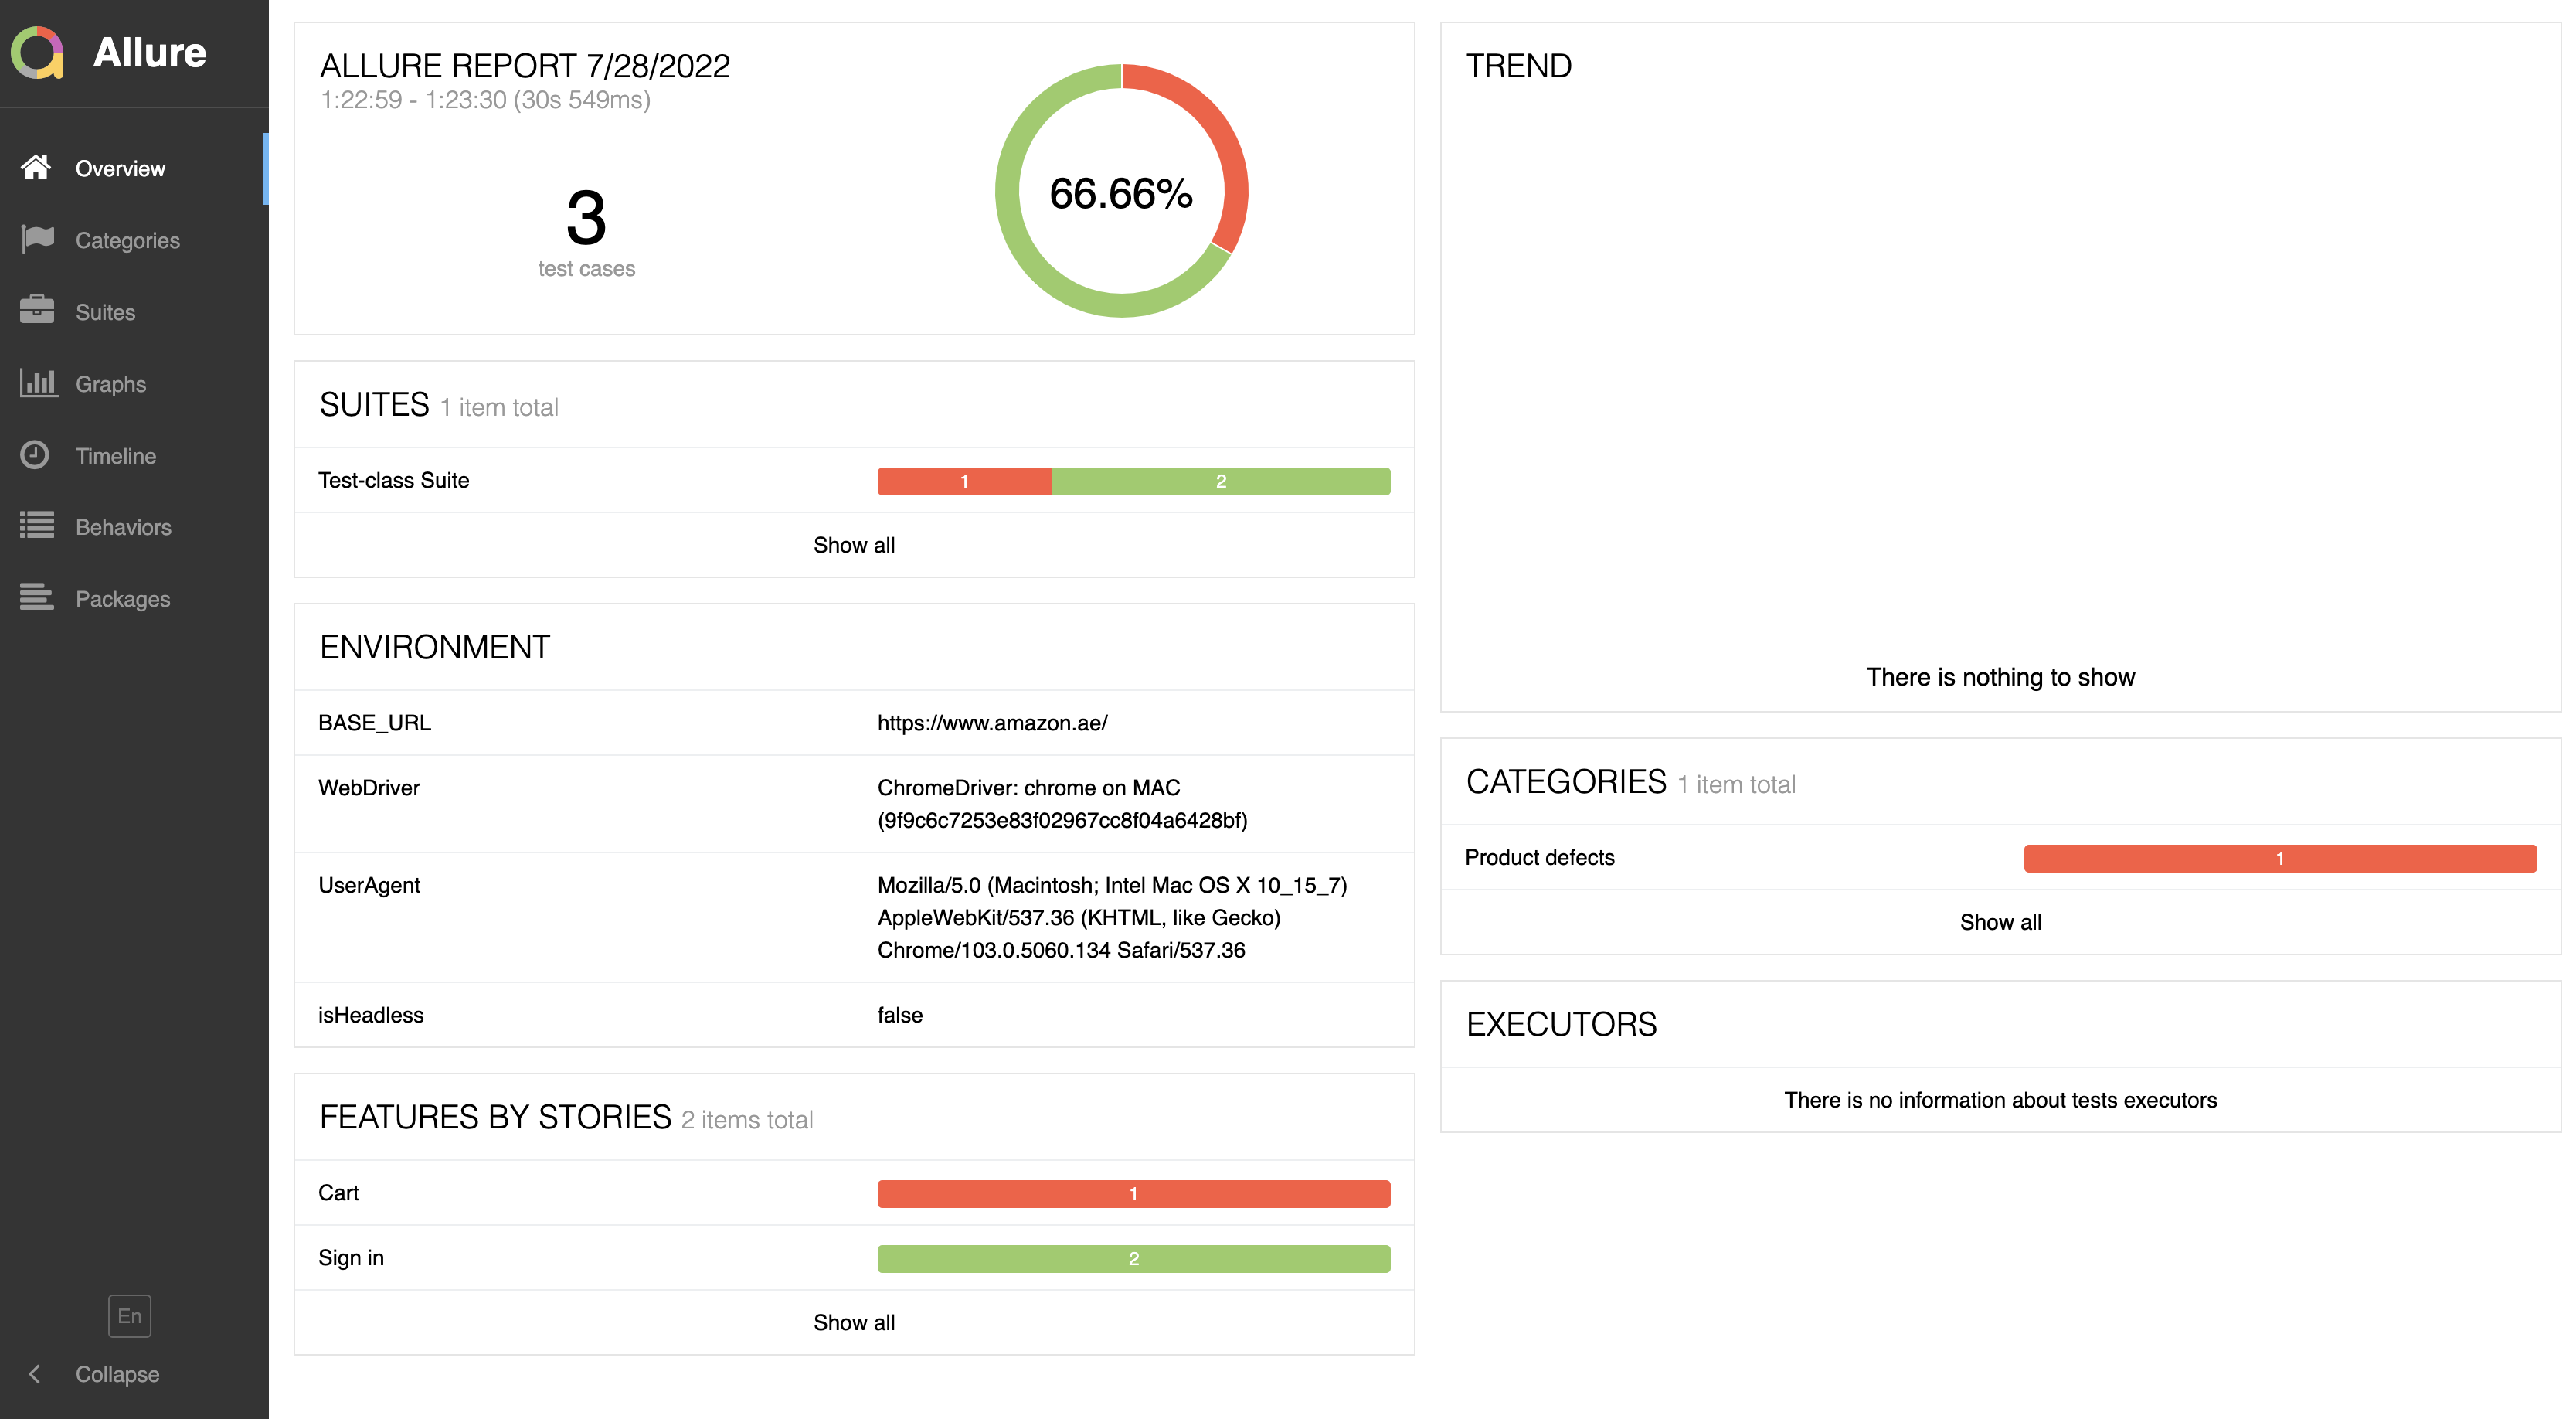 Allure
Overview
Categories
Suites
Graphs
Timeline
Behaviors
Packages
En
Collapse
ALLURE REPORT 7/28/2022
1:22:59 - 1:23:30 (30s 549ms)
3
test cases
66.66%
SUITES 1 item total
Test-class Suite 1 2
Show all
ENVIRONMENT
BASE_URL https://www.amazon.ae/
WebDriver ChromeDriver: chrome on MAC
(9f9c6c7253e83f02967cc8f04a6428bf)
UserAgent Mozilla/5.0 (Macintosh; Intel Mac OS X 10_15_7)
AppleWebKit/537.36 (KHTML, like Gecko)
Chrome/103.0.5060.134 Safari/537.36
isHeadless false
FEATURES BY STORIES 2 items total
Cart 1
Sign in 2
Show all
TREND
There is nothing to show
CATEGORIES 1 item total
Product defects 1
Show all
EXECUTORS
There is no information about tests executors